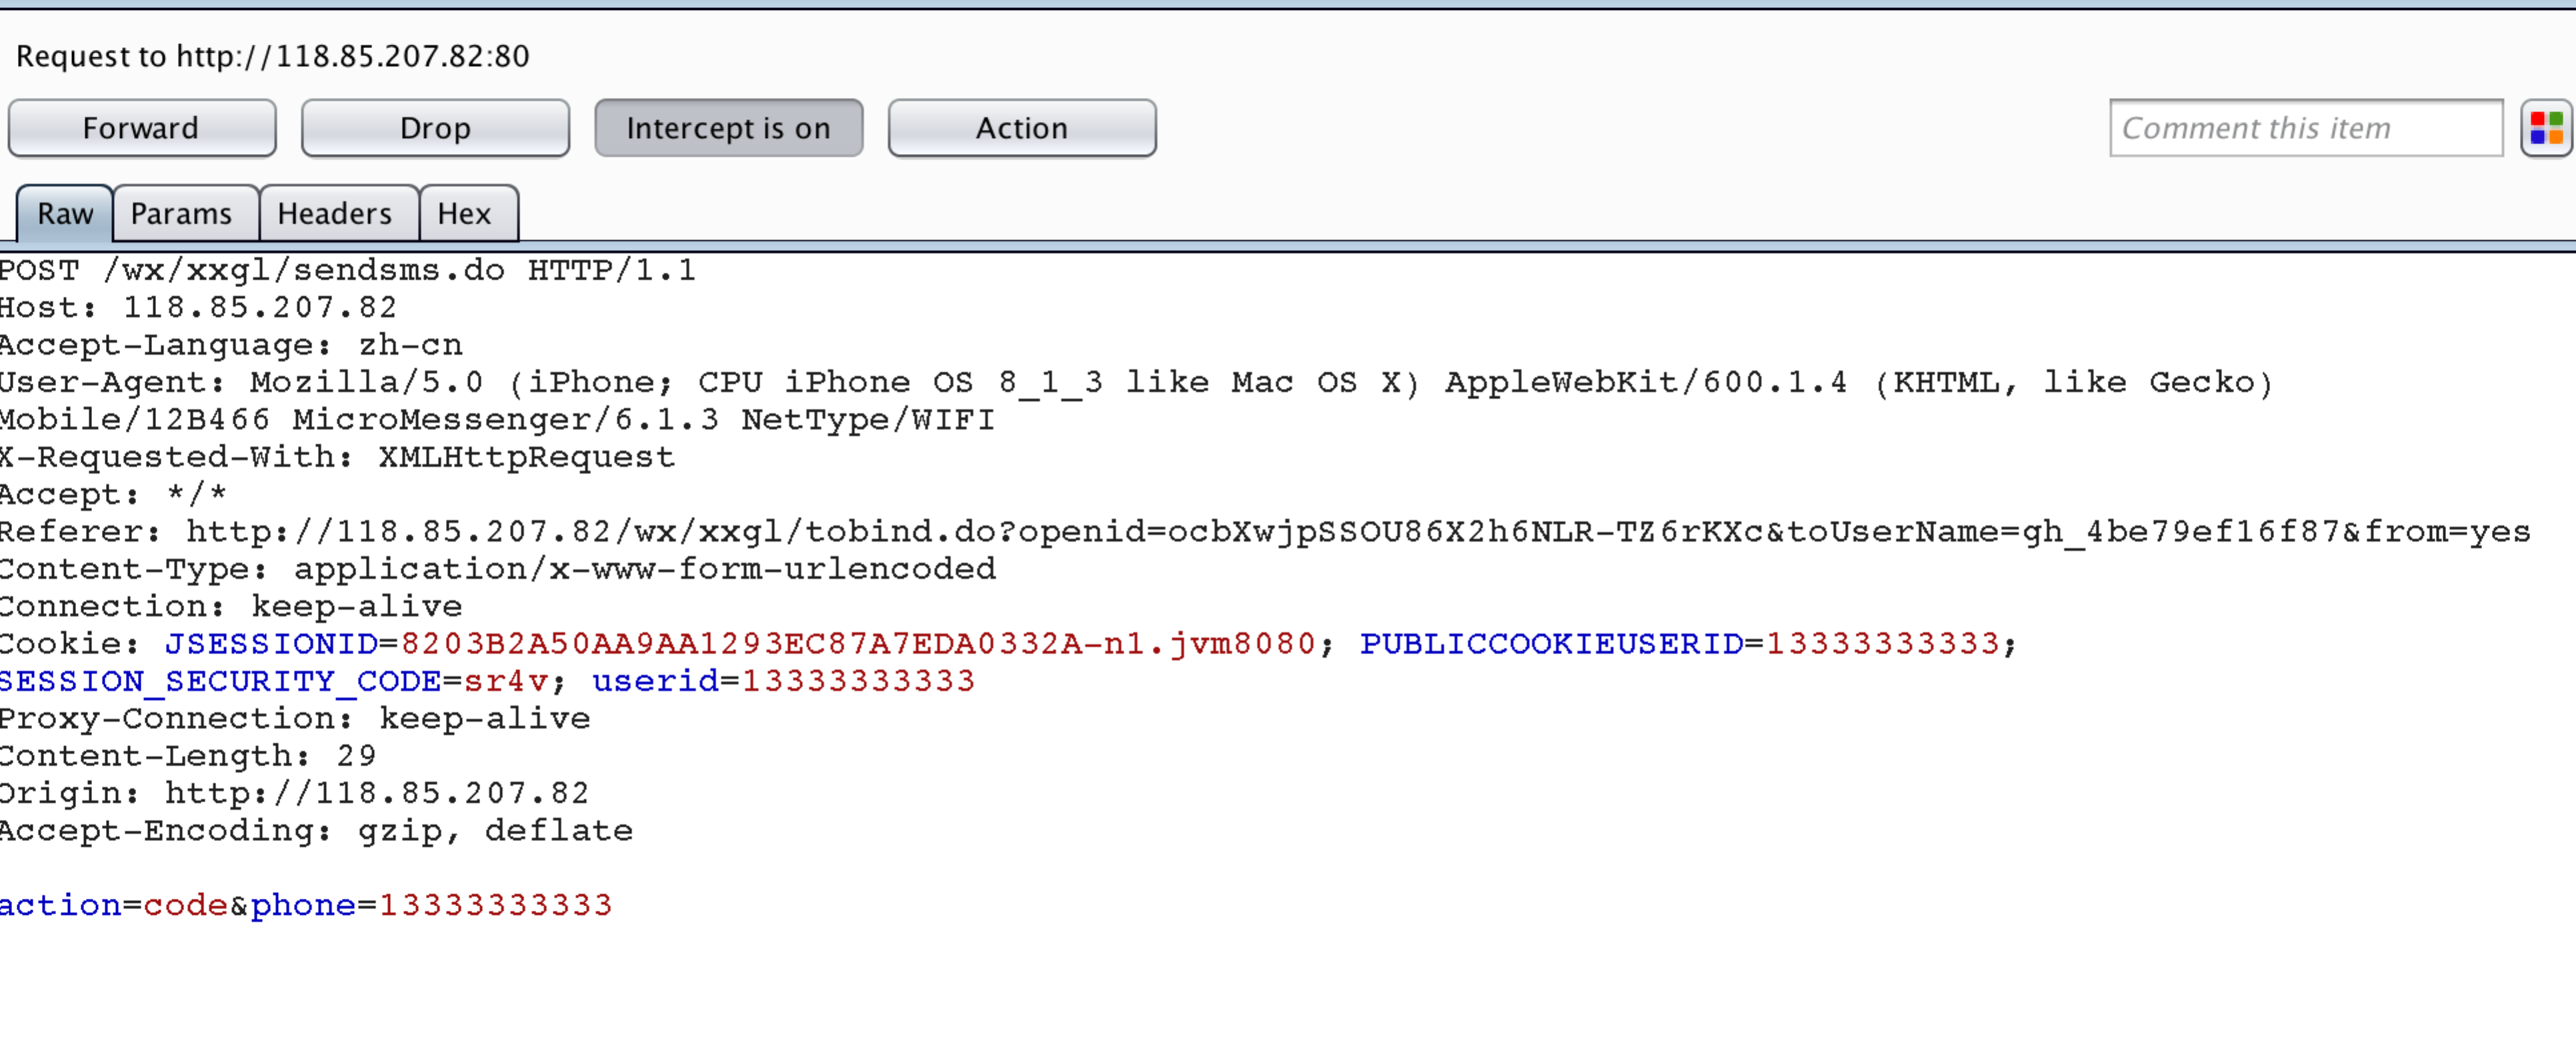 Request to http://118.85.207.82:80
Forward Drop Intercept is on Action Comment this item
Raw Params Headers Hex
POST /wx/xxgl/sendsms.do HTTP/1.1
Host: 118.85.207.82
Accept-Language: zh-cn
User-Agent: Mozilla/5.0 (iPhone; CPU iPhone OS 8_1_3 like Mac OS X) AppleWebKit/600.1.4 (KHTML, like Gecko)
Mobile/12B466 MicroMessenger/6.1.3 NetType/WIFI
X-Requested-With: XMLHttpRequest
Accept: */*
Referer: http://118.85.207.82/wx/xxgl/tobind.do?openid=ocbXwjpSSOU86X2h6NLR-TZ6rKXc&toUserName=gh_4be79ef16f87&from=yes
Content-Type: application/x-www-form-urlencoded
Connection: keep-alive
Cookie: JSESSIONID=8203B2A50AA9AA1293EC87A7EDA0332A-n1.jvm8080; PUBLICCOOKIEUSERID=13333333333;
SESSION_SECURITY_CODE=sr4v; userid=13333333333
Proxy-Connection: keep-alive
Content-Length: 29
Origin: http://118.85.207.82
Accept-Encoding: gzip, deflate
action=code&phone=13333333333